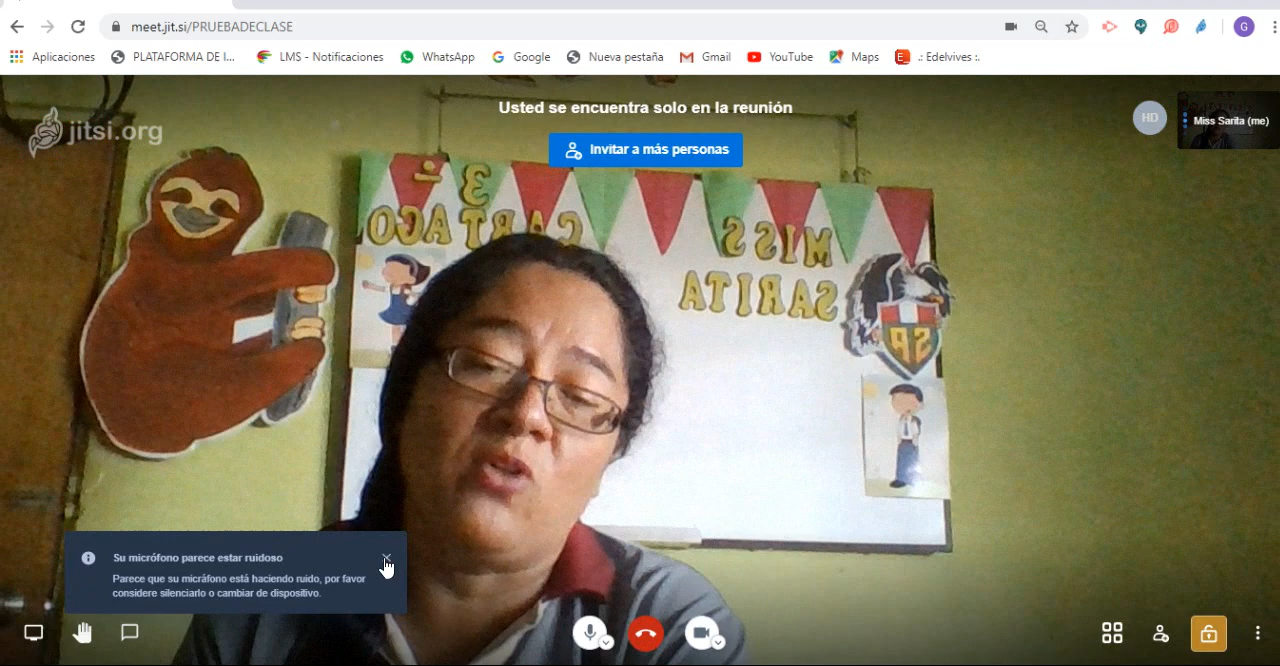 meet.jit.si/PRUEBADECLASE
G
Aplicaciones
PLATAFORMA DE I...
LMS - Notificaciones
WhatsApp
Google
Nueva pestaña
Gmail
YouTube
Maps
.: Edelvives :.
jitsi.org
Usted se encuentra solo en la reunión
Invitar a más personas
HD
Miss Sarita (me)
3
CARTAGO
MISS
SARITA
Su micrófono parece estar ruidoso
Parece que su micráfono está haciendo ruido, por favor
considere silenciarlo o cambiar de dispositivo.